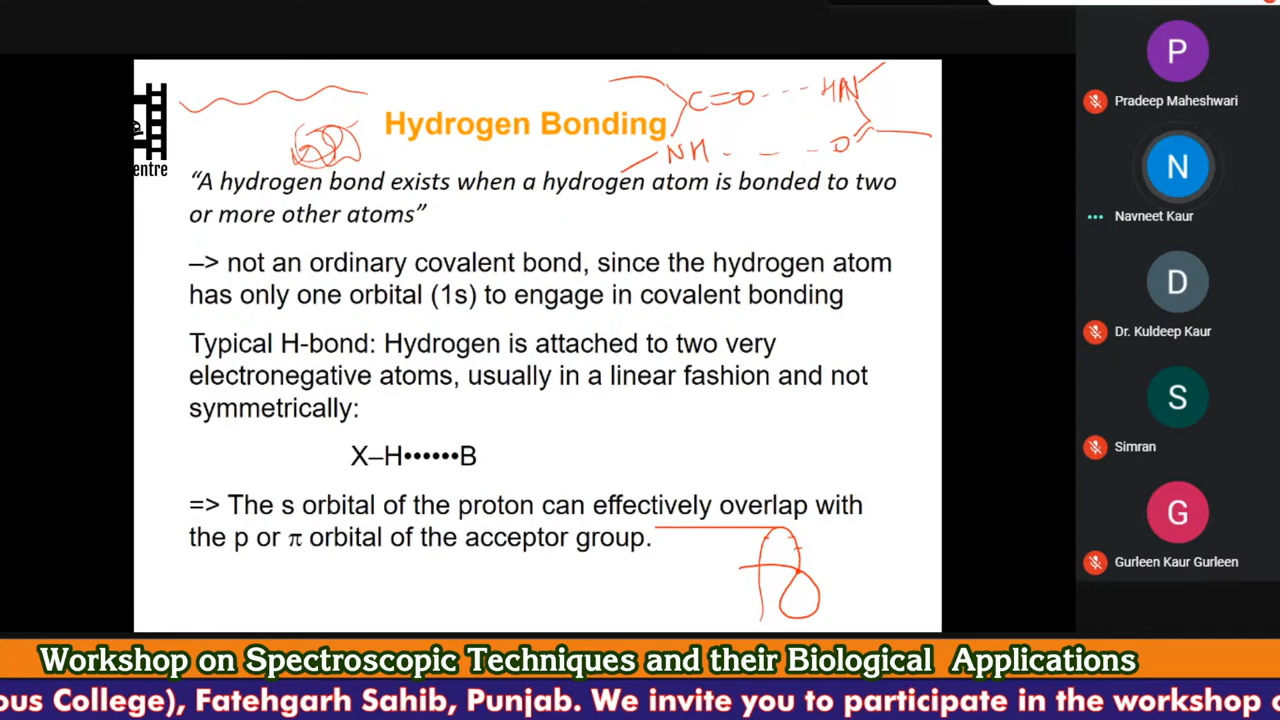 P
Pradeep Maheshwari
C=O HN
Hydrogen Bonding
NH O
entre
"A hydrogen bond exists when a hydrogen atom is bonded to two
or more other atoms"
N
Navneet Kaur
–> not an ordinary covalent bond, since the hydrogen atom
has only one orbital (1s) to engage in covalent bonding
D
Dr. Kuldeep Kaur
Typical H-bond: Hydrogen is attached to two very
electronegative atoms, usually in a linear fashion and not
symmetrically:
S
Simran
X–H••••••B
=> The s orbital of the proton can effectively overlap with
the p or π orbital of the acceptor group.
G
Gurleen Kaur Gurleen
Workshop on Spectroscopic Techniques and their Biological Applications
ous College), Fatehgarh Sahib, Punjab. We invite you to participate in the workshop